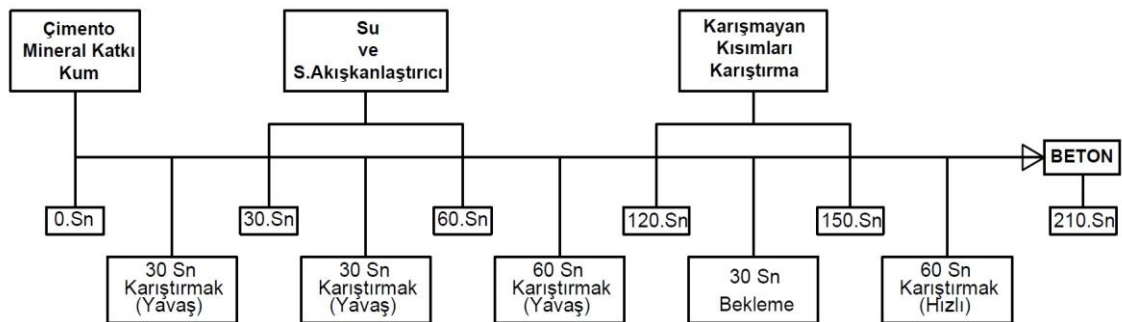 Çimento
Mineral Katkı
Kum
Su
ve
S.Akışkanlaştırıcı
Karışmayan
Kısımları
Karıştırma
BETON
0.Sn
30.Sn
60.Sn
120.Sn
150.Sn
210.Sn
30 Sn
Karıştırmak
(Yavaş)
30 Sn
Karıştırmak
(Yavaş)
60 Sn
Karıştırmak
(Yavaş)
30 Sn
Bekleme
60 Sn
Karıştırmak
(Hızlı)